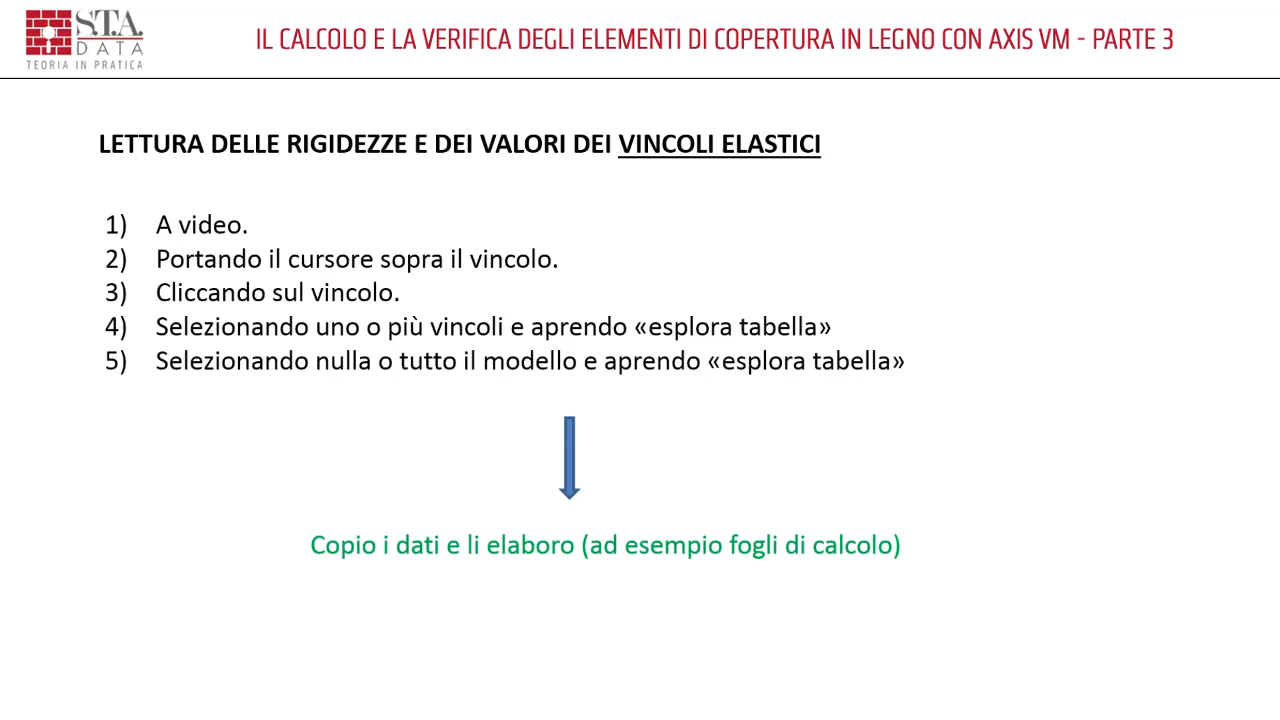 S.T.A.
DATA
TEORIA IN PRATICA
IL CALCOLO E LA VERIFICA DEGLI ELEMENTI DI COPERTURA IN LEGNO CON AXIS VM - PARTE 3
LETTURA DELLE RIGIDEZZE E DEI VALORI DEI VINCOLI ELASTICI
1) A video.
2) Portando il cursore sopra il vincolo.
3) Cliccando sul vincolo.
4) Selezionando uno o più vincoli e aprendo «esplora tabella»
5) Selezionando nulla o tutto il modello e aprendo «esplora tabella»
Copio i dati e li elaboro (ad esempio fogli di calcolo)